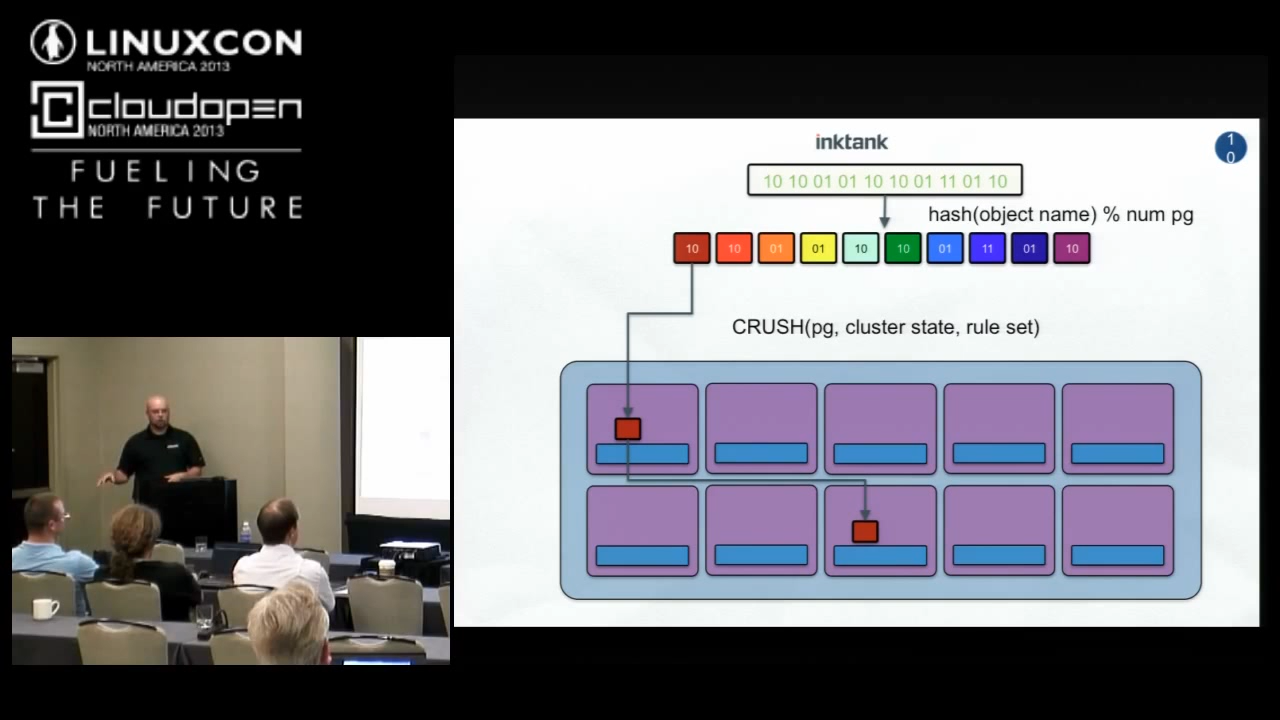 LINUXCON
NORTH AMERICA 2013
cloudopen
NORTH AMERICA 2013
FUELING
THE FUTURE
inktank
1
0
10 10 01 01 10 10 01 11 01 10
hash(object name) % num pg
10 10 01 01 10 10 01 11 01 10
CRUSH(pg, cluster state, rule set)